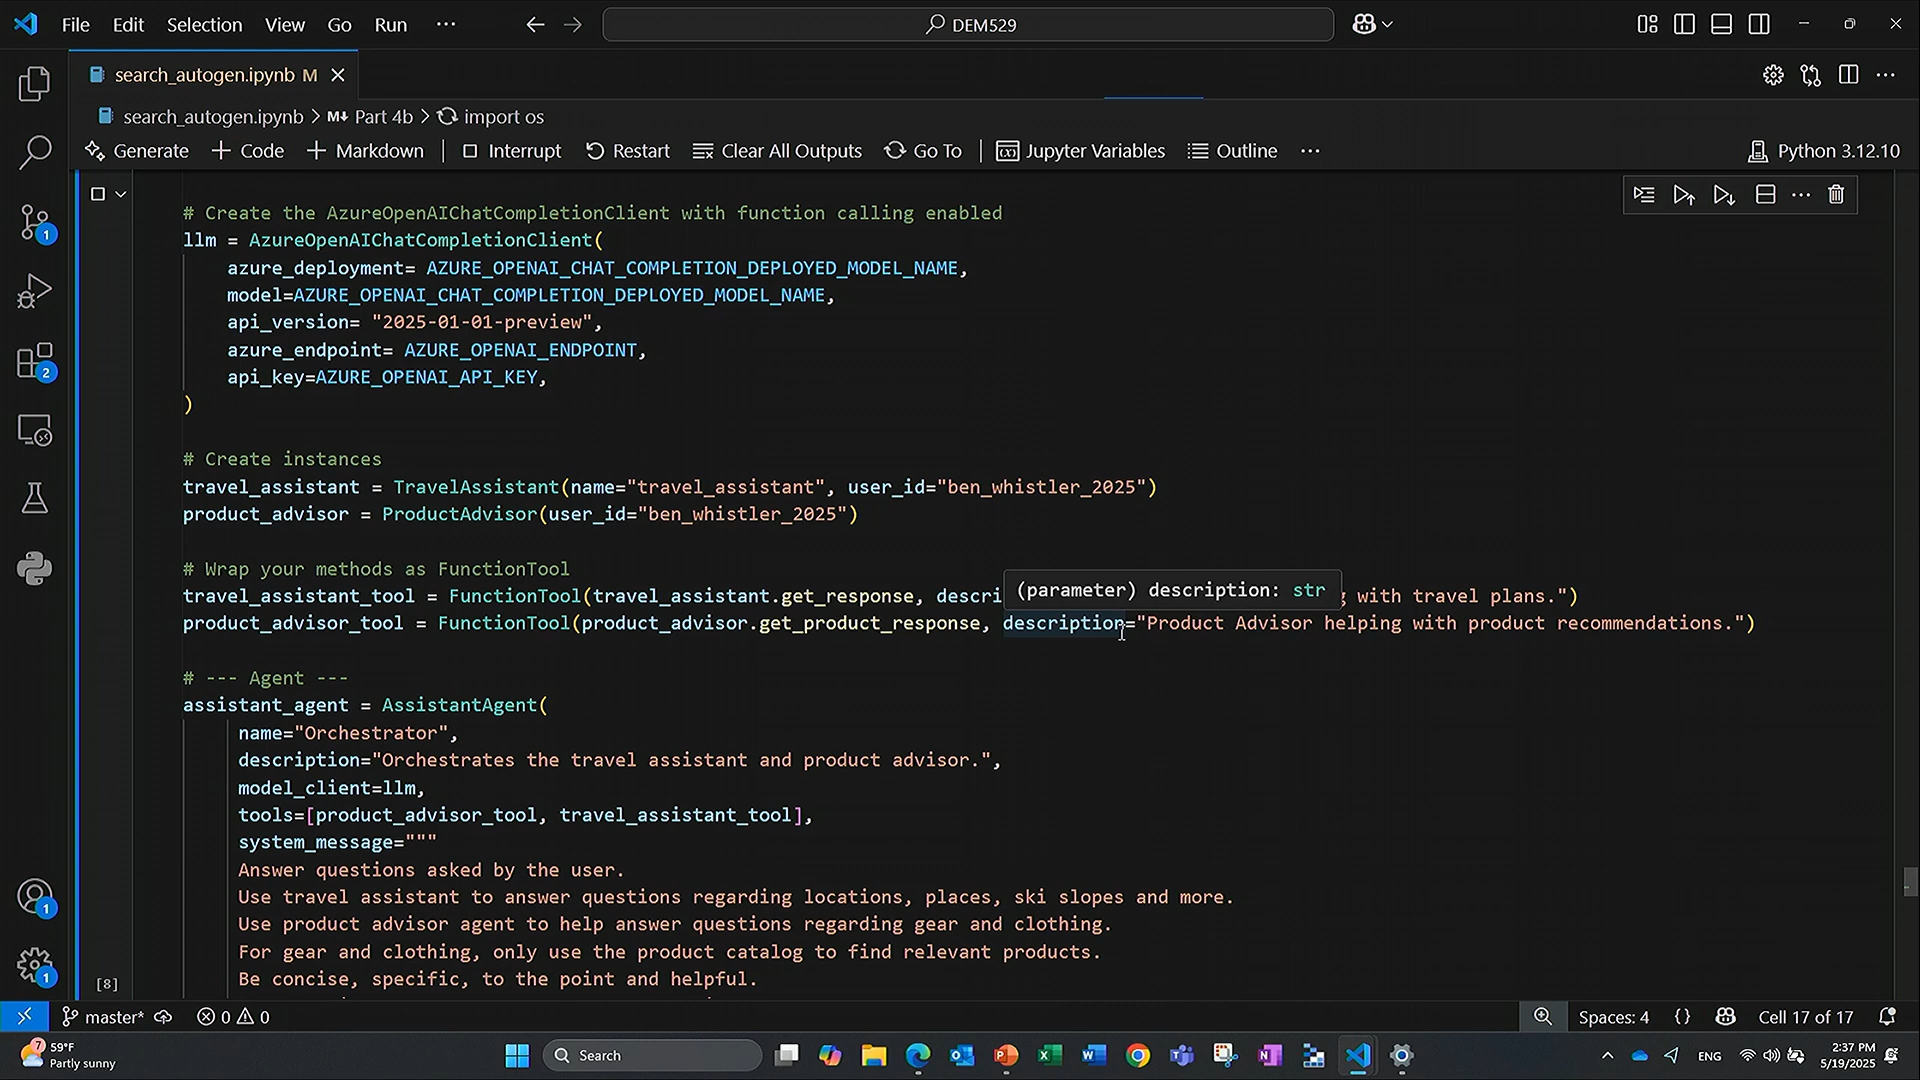 File Edit Selection View Go Run ··· DEM529
search_autogen.ipynb M
search_autogen.ipynb > M↓ Part 4b > import os
Generate + Code + Markdown | Interrupt Restart Clear All Outputs Go To | Jupyter Variables Outline ··· Python 3.12.10
# Create the AzureOpenAIChatCompletionClient with function calling enabled
llm = AzureOpenAIChatCompletionClient(
azure_deployment= AZURE_OPENAI_CHAT_COMPLETION_DEPLOYED_MODEL_NAME,
model=AZURE_OPENAI_CHAT_COMPLETION_DEPLOYED_MODEL_NAME,
api_version= "2025-01-01-preview",
azure_endpoint= AZURE_OPENAI_ENDPOINT,
api_key=AZURE_OPENAI_API_KEY,
)
# Create instances
travel_assistant = TravelAssistant(name="travel_assistant", user_id="ben_whistler_2025")
product_advisor = ProductAdvisor(user_id="ben_whistler_2025")
# Wrap your methods as FunctionTool
(parameter) description: str
travel_assistant_tool = FunctionTool(travel_assistant.get_response, descri with travel plans.")
product_advisor_tool = FunctionTool(product_advisor.get_product_response, description="Product Advisor helping with product recommendations.")
# --- Agent ---
assistant_agent = AssistantAgent(
name="Orchestrator",
description="Orchestrates the travel assistant and product advisor.",
model_client=llm,
tools=[product_advisor_tool, travel_assistant_tool],
system_message="""
Answer questions asked by the user.
Use travel assistant to answer questions regarding locations, places, ski slopes and more.
Use product advisor agent to help answer questions regarding gear and clothing.
For gear and clothing, only use the product catalog to find relevant products.
Be concise, specific, to the point and helpful.
[8]
1
2
1
1
master* 0 0 Spaces: 4 {} Cell 17 of 17
7 59°F
Partly sunny
Search
ENG
2:37 PM
5/19/2025